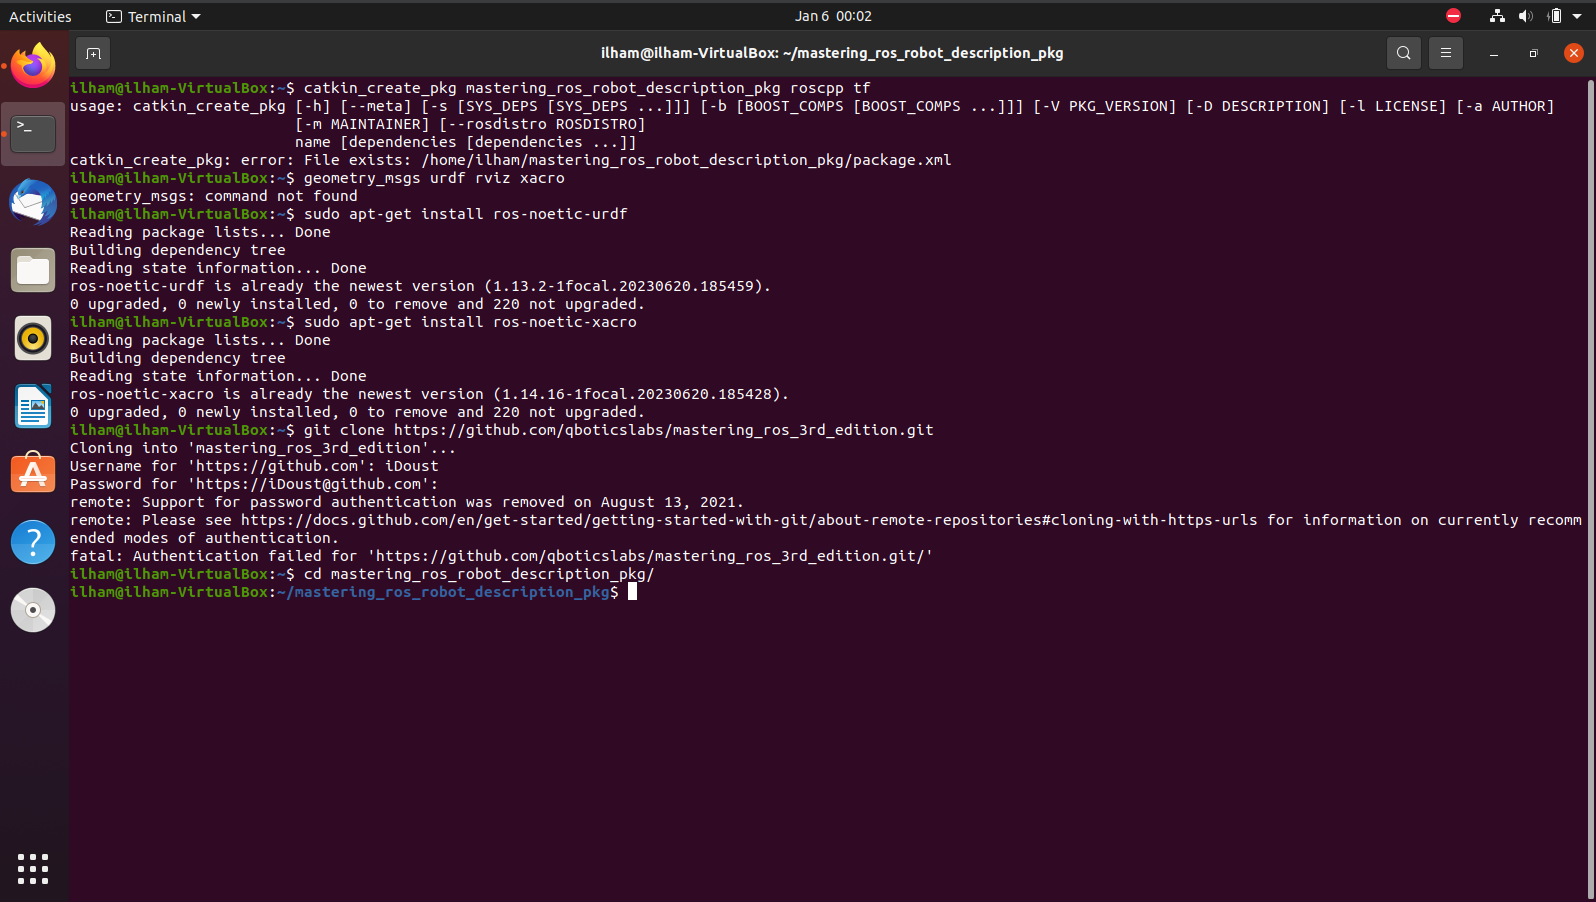 Activities
Terminal
Jan 6 00:02
ilham@ilham-VirtualBox: ~/mastering_ros_robot_description_pkg
ilham@ilham-VirtualBox:~$ catkin_create_pkg mastering_ros_robot_description_pkg roscpp tf
usage: catkin_create_pkg [-h] [--meta] [-s [SYS_DEPS [SYS_DEPS ...]]] [-b [BOOST_COMPS [BOOST_COMPS ...]]] [-V PKG_VERSION] [-D DESCRIPTION] [-l LICENSE] [-a AUTHOR]
[-m MAINTAINER] [--rosdistro ROSDISTRO]
name [dependencies [dependencies ...]]
catkin_create_pkg: error: File exists: /home/ilham/mastering_ros_robot_description_pkg/package.xml
ilham@ilham-VirtualBox:~$ geometry_msgs urdf rviz xacro
geometry_msgs: command not found
ilham@ilham-VirtualBox:~$ sudo apt-get install ros-noetic-urdf
Reading package lists... Done
Building dependency tree
Reading state information... Done
ros-noetic-urdf is already the newest version (1.13.2-1focal.20230620.185459).
0 upgraded, 0 newly installed, 0 to remove and 220 not upgraded.
ilham@ilham-VirtualBox:~$ sudo apt-get install ros-noetic-xacro
Reading package lists... Done
Building dependency tree
Reading state information... Done
ros-noetic-xacro is already the newest version (1.14.16-1focal.20230620.185428).
0 upgraded, 0 newly installed, 0 to remove and 220 not upgraded.
ilham@ilham-VirtualBox:~$ git clone https://github.com/qboticslabs/mastering_ros_3rd_edition.git
Cloning into 'mastering_ros_3rd_edition'...
Username for 'https://github.com': iDoust
Password for 'https://iDoust@github.com':
remote: Support for password authentication was removed on August 13, 2021.
remote: Please see https://docs.github.com/en/get-started/getting-started-with-git/about-remote-repositories#cloning-with-https-urls for information on currently recomm
ended modes of authentication.
fatal: Authentication failed for 'https://github.com/qboticslabs/mastering_ros_3rd_edition.git/'
ilham@ilham-VirtualBox:~$ cd mastering_ros_robot_description_pkg/
ilham@ilham-VirtualBox:~/mastering_ros_robot_description_pkg$